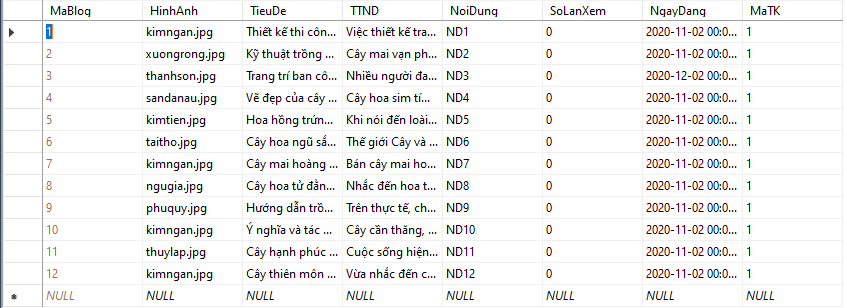 MaBlog HinhAnh TieuDe TTND NoiDung SoLanXem NgayDang MaTK
1 kimngan.jpg Thiết kế thi côn... Việc thiết kế tra... ND1 0 2020-11-02 00:0... 1
2 xuongrong.jpg Kỹ thuật trồng ... Cây mai vạn ph... ND2 0 2020-11-02 00:0... 1
3 thanhson.jpg Trang trí ban cô... Nhiều người đa... ND3 0 2020-12-02 00:0... 1
4 sandanau.jpg Vẽ đẹp của cây ... Cây hoa sim tí... ND4 0 2020-11-02 00:0... 1
5 kimtien.jpg Hoa hồng trứn... Khi nói đến loài... ND5 0 2020-11-02 00:0... 1
6 taitho.jpg Cây hoa ngũ sắ... Thế giới Cây và ... ND6 0 2020-11-02 00:0... 1
7 kimngan.jpg Cây mai hoàng ... Bán cây mai ho... ND7 0 2020-11-02 00:0... 1
8 ngugia.jpg Cây hoa tử đằn... Nhắc đến hoa t... ND8 0 2020-11-02 00:0... 1
9 phuquy.jpg Hướng dẫn trồ... Trên thực tế, ch... ND9 0 2020-11-02 00:0... 1
10 kimngan.jpg Ý nghĩa và tác ... Cây cần thăng, ... ND10 0 2020-11-02 00:0... 1
11 thuylap.jpg Cây hạnh phúc ... Cuộc sống hiện... ND11 0 2020-11-02 00:0... 1
12 kimngan.jpg Cây thiên môn ... Vừa nhắc đến c... ND12 0 2020-11-02 00:0... 1
NULL NULL NULL NULL NULL NULL NULL NULL